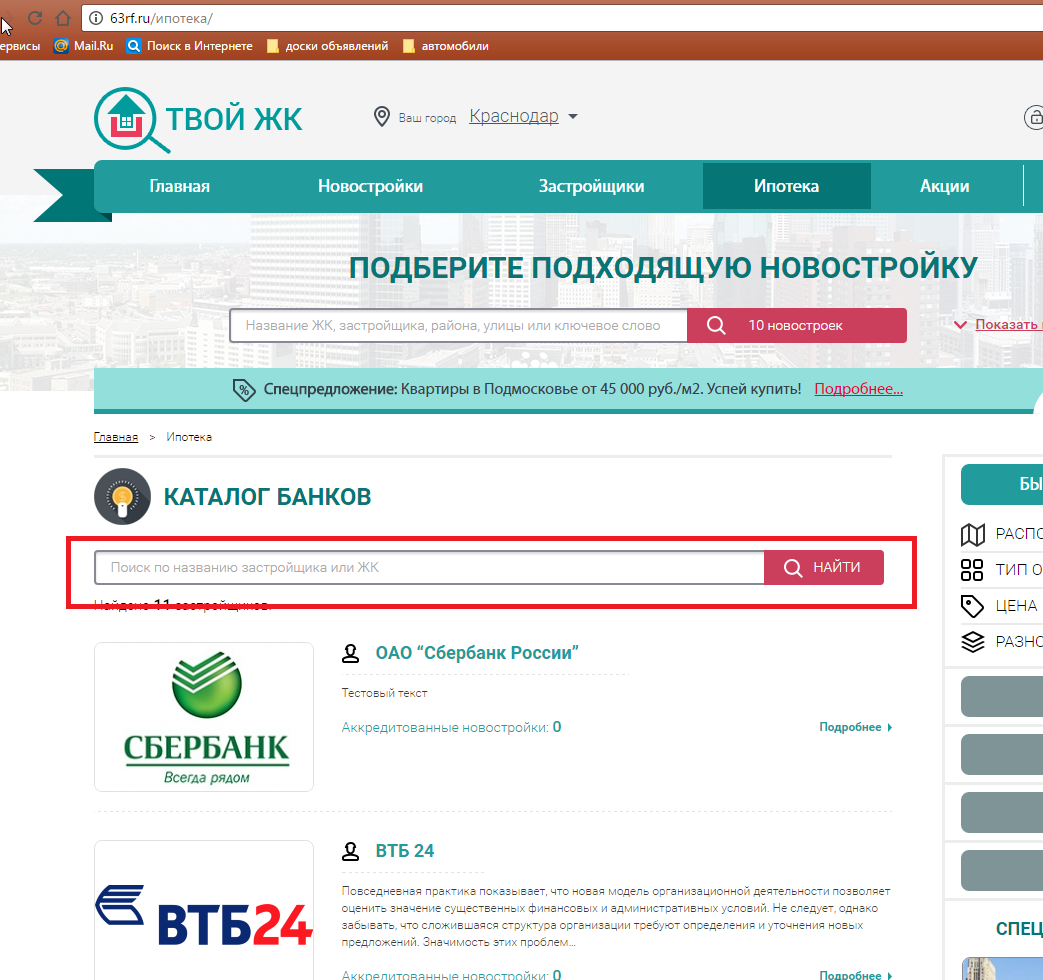 63rf.ru/ипотека/
ервисы Mail.Ru Поиск в Интернете доски объявлений автомобили
ТВОЙ ЖК
Ваш город Краснодар
Главная Новостройки Застройщики Ипотека Акции
ПОДБЕРИТЕ ПОДХОДЯЩУЮ НОВОСТРОЙКУ
Название ЖК, застройщика, района, улицы или ключевое слово 10 новостроек Показать
% Спецпредложение: Квартиры в Подмосковье от 45 000 руб./м2. Успей купить! Подробнее...
Главная > Ипотека
КАТАЛОГ БАНКОВ
Поиск по названию застройщика или ЖК НАЙТИ
Найдено 11 застройщиков.
СБЕРБАНК
Всегда рядом
ОАО “Сбербанк России”
Тестовый текст
Аккредитованные новостройки: 0 Подробнее
ВТБ24
ВТБ 24
Повседневная практика показывает, что новая модель организационной деятельности позволяет
оценить значение существенных финансовых и административных условий. Не следует, однако
забывать, что сложившаяся структура организации требуют определения и уточнения новых
предложений. Значимость этих проблем...
Аккредитованные новостройки: 0 Подробнее
БЫ
РАСПО
ТИП О
ЦЕНА
РАЗНО
СПЕЦ